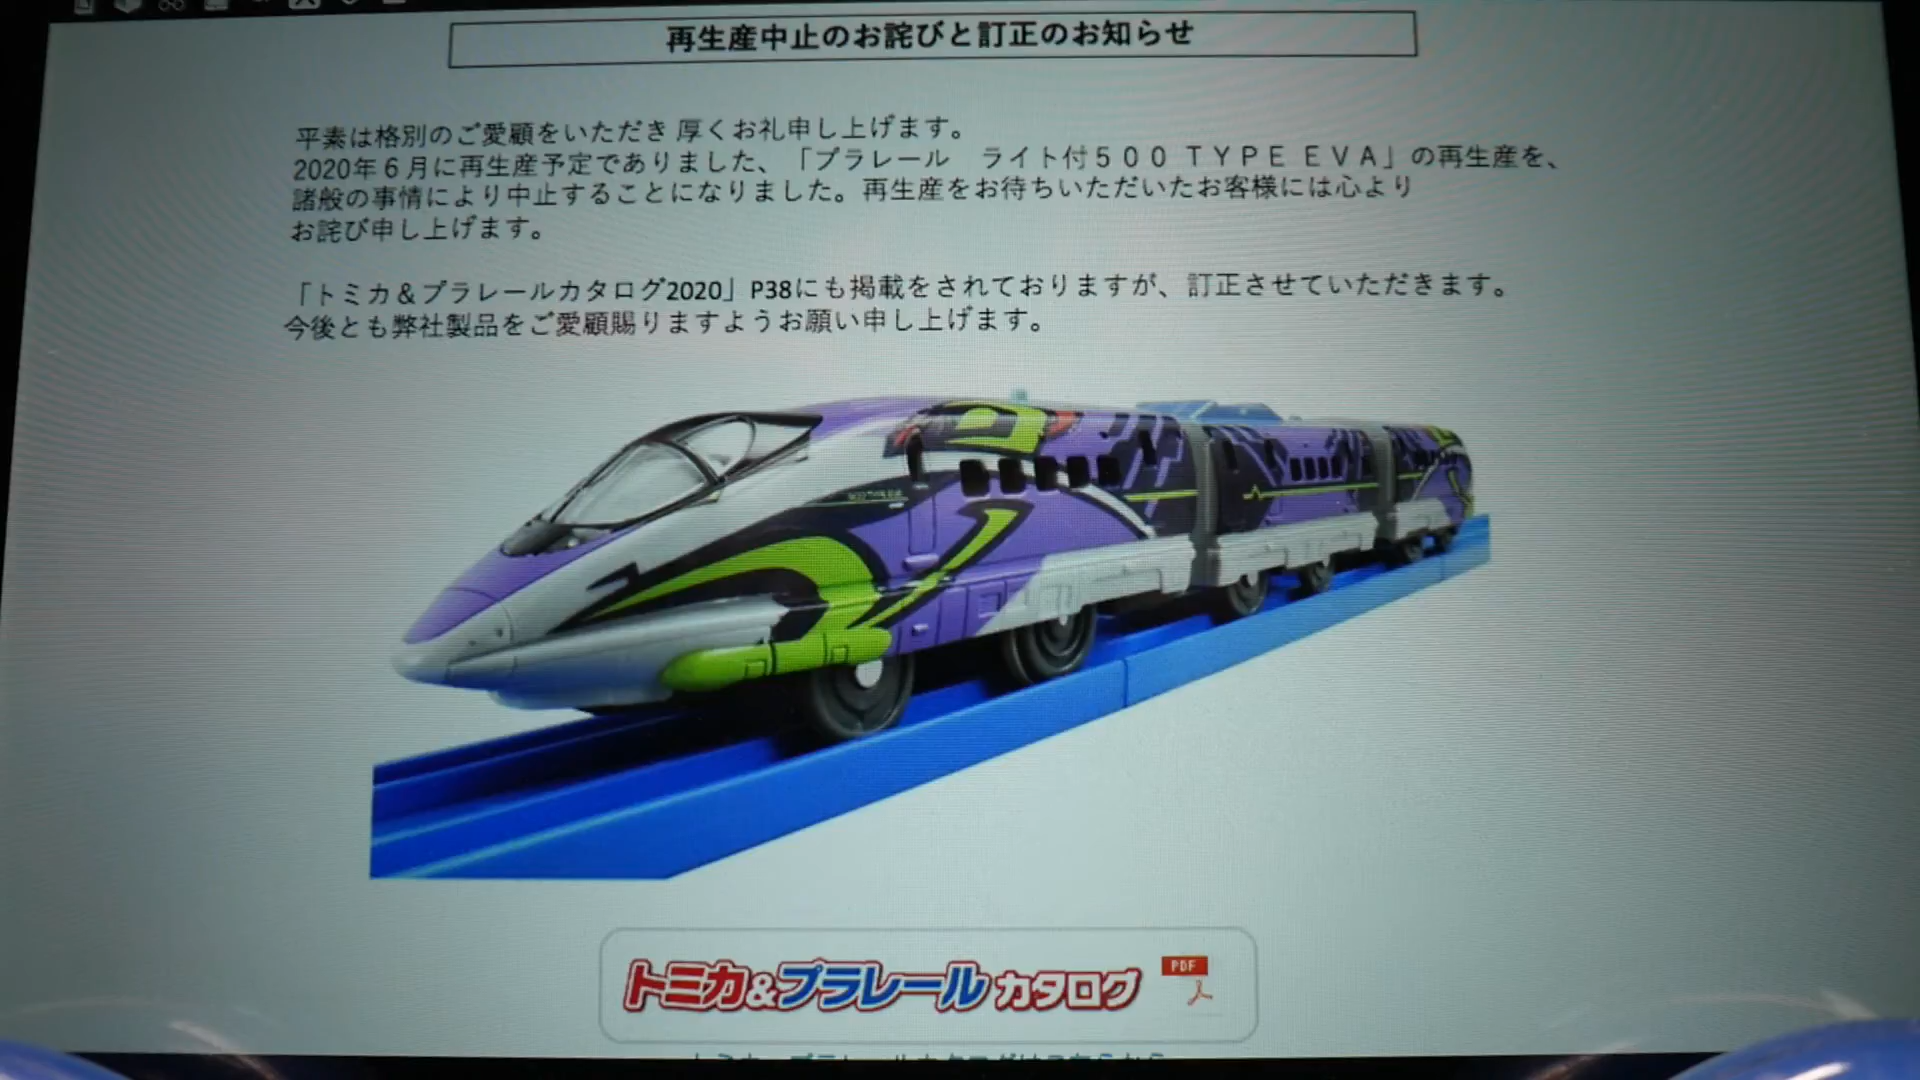 再生産中止のお詫びと訂正のお知らせ
平素は格別のご愛顧をいただき 厚くお礼申し上げます。
2020年６月に再生産予定でありました、「プラレール　ライト付５００ ＴＹＰＥ ＥＶＡ」の再生産を、
諸般の事情により中止することになりました。再生産をお待ちいただいたお客様には心より
お詫び申し上げます。
「トミカ＆プラレールカタログ2020」P38にも掲載をされておりますが、訂正させていただきます。
今後とも弊社製品をご愛顧賜りますようお願い申し上げます。
トミカ&プラレールカタログ
PDF